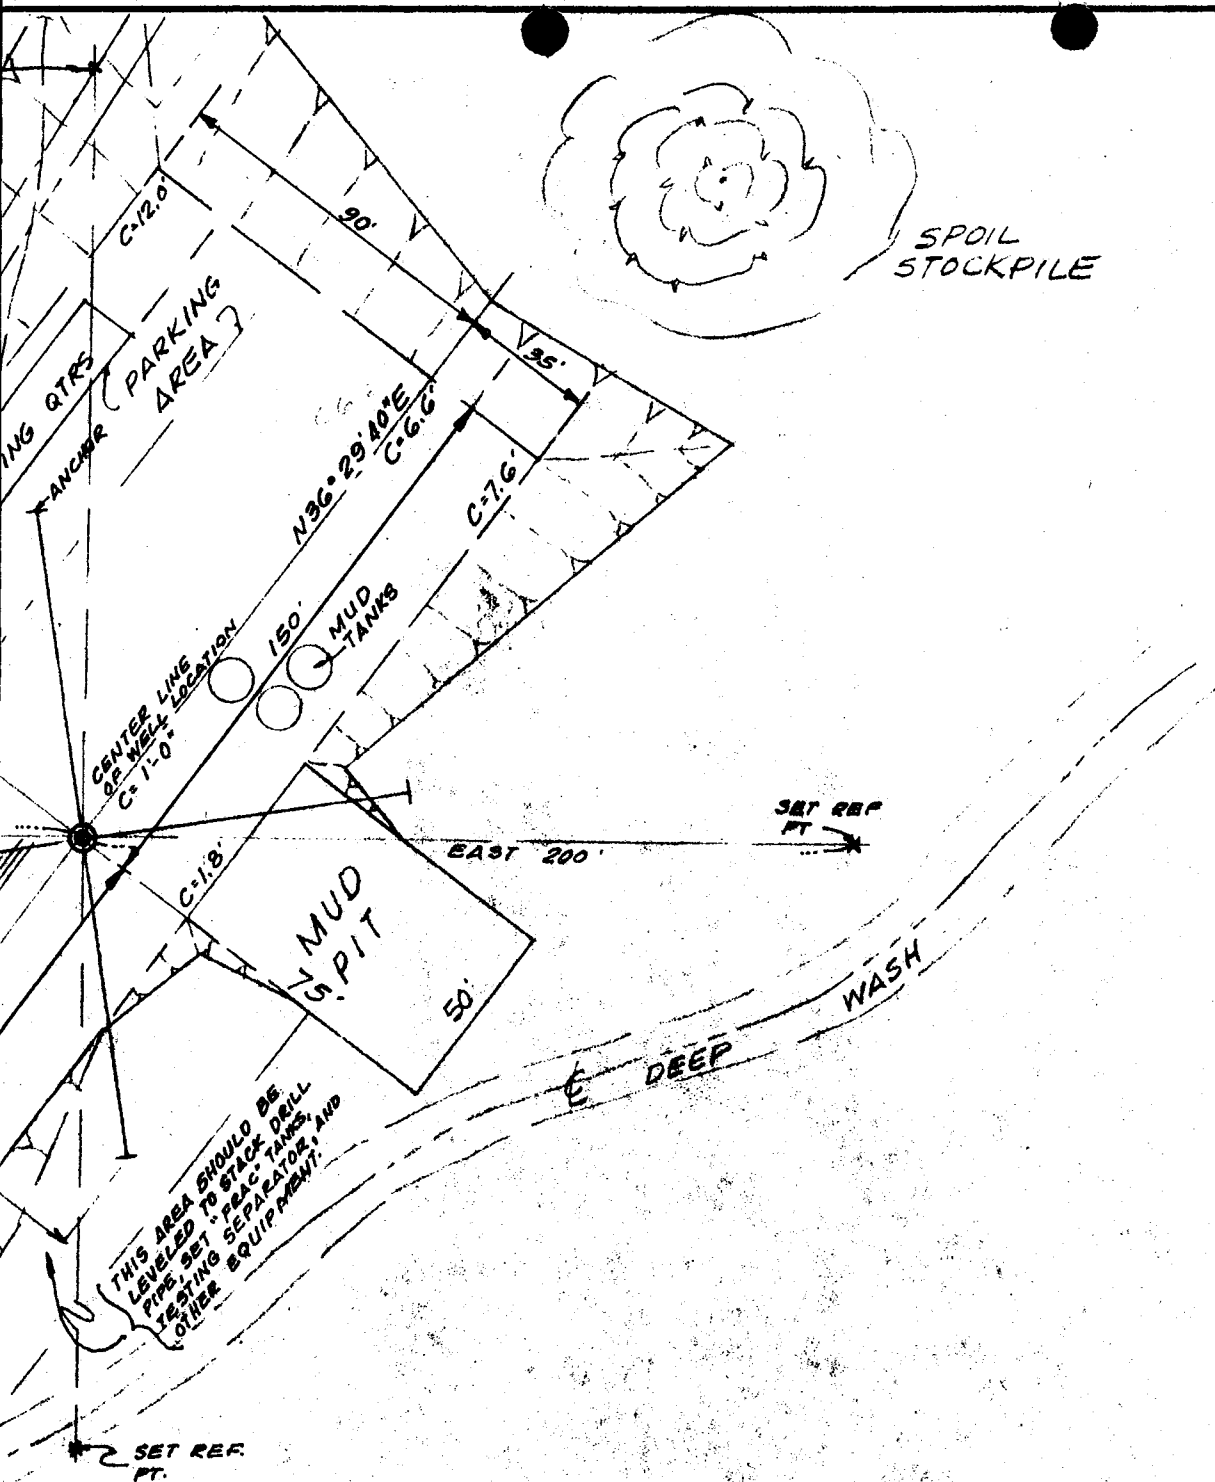 SPOIL
STOCKPILE
C=12.0'
90'
PARKING
AREA
35'
ING QTRS
ANCHOR
N36°29'40"E
C=6.6'
C=7.6'
150'
MUD
TANKS
CENTER LINE
OF WELL LOCATION
C=1'-0"
SET REF
PT
EAST 200'
C=1.8'
MUD
PIT
75'
50'
WASH
DEEP
℄
THIS AREA SHOULD BE
LEVELED TO STACK DRILL
PIPE, SET "FRAC" TANKS,
TESTING SEPARATOR, AND
OTHER EQUIPMENT.
SET REF.
PT.